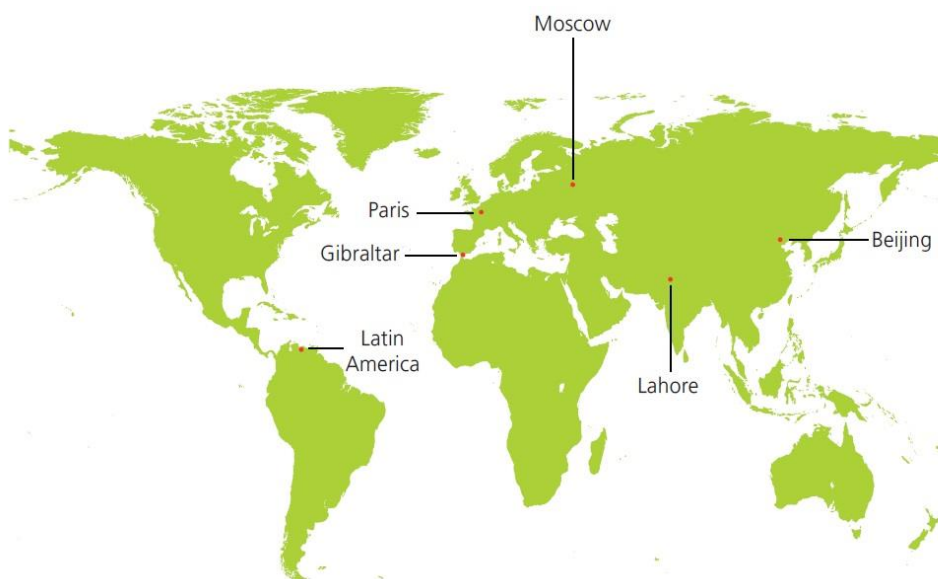 Moscow
Paris
Gibraltar
Beijing
Latin
America
Lahore